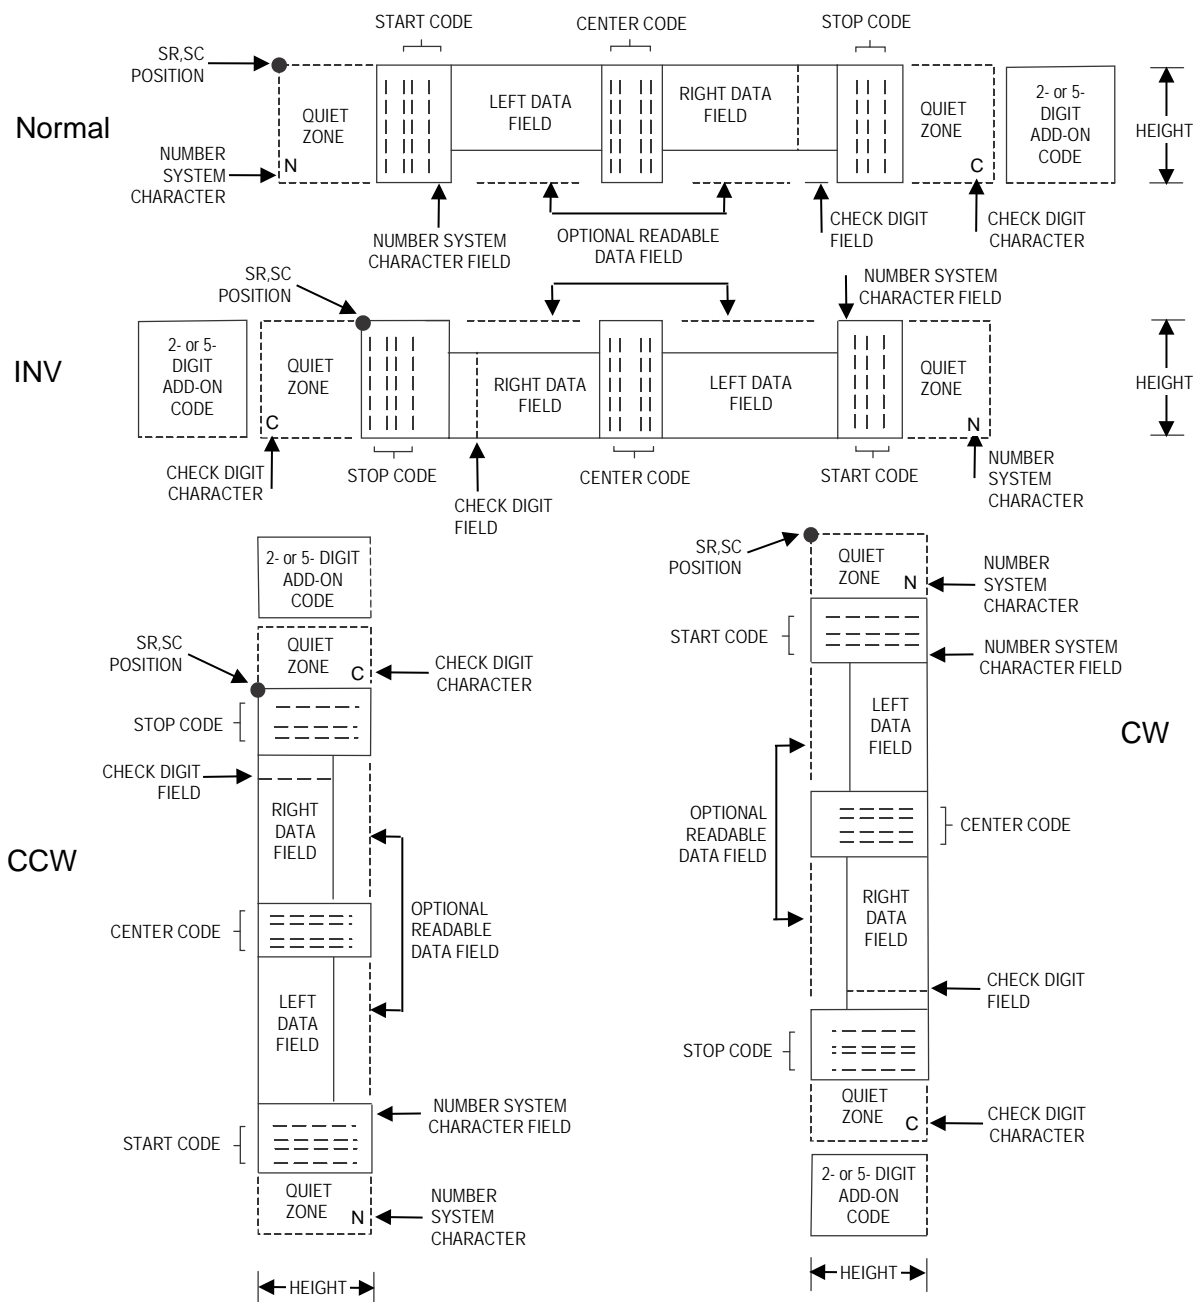 START CODE
CENTER CODE
STOP CODE
SR,SC
POSITION
Normal
QUIET
ZONE
N
NUMBER
SYSTEM
CHARACTER
LEFT DATA
FIELD
RIGHT DATA
FIELD
QUIET
ZONE
C
2- or 5-
DIGIT
ADD-ON
CODE
HEIGHT
NUMBER SYSTEM
CHARACTER FIELD
OPTIONAL READABLE
DATA FIELD
CHECK DIGIT
FIELD
CHECK DIGIT
CHARACTER
SR,SC
POSITION
NUMBER SYSTEM
CHARACTER FIELD
INV
2- or 5-
DIGIT
ADD-ON
CODE
QUIET
ZONE
C
RIGHT DATA
FIELD
LEFT DATA
FIELD
QUIET
ZONE
N
HEIGHT
CHECK DIGIT
CHARACTER
STOP CODE
CHECK DIGIT
FIELD
CENTER CODE
START CODE
NUMBER
SYSTEM
CHARACTER
2- or 5- DIGIT
ADD-ON
CODE
SR,SC
POSITION
QUIET
ZONE
C
CHECK DIGIT
CHARACTER
STOP CODE
CHECK DIGIT
FIELD
RIGHT
DATA
FIELD
CCW
OPTIONAL
READABLE
DATA FIELD
CENTER CODE
LEFT
DATA
FIELD
NUMBER SYSTEM
CHARACTER FIELD
START CODE
QUIET
ZONE
N
NUMBER
SYSTEM
CHARACTER
HEIGHT
SR,SC
POSITION
QUIET
ZONE
N
NUMBER
SYSTEM
CHARACTER
START CODE
NUMBER SYSTEM
CHARACTER FIELD
LEFT
DATA
FIELD
CW
OPTIONAL
READABLE
DATA FIELD
CENTER CODE
RIGHT
DATA
FIELD
CHECK DIGIT
FIELD
STOP CODE
QUIET
ZONE
C
CHECK DIGIT
CHARACTER
2- or 5- DIGIT
ADD-ON
CODE
HEIGHT